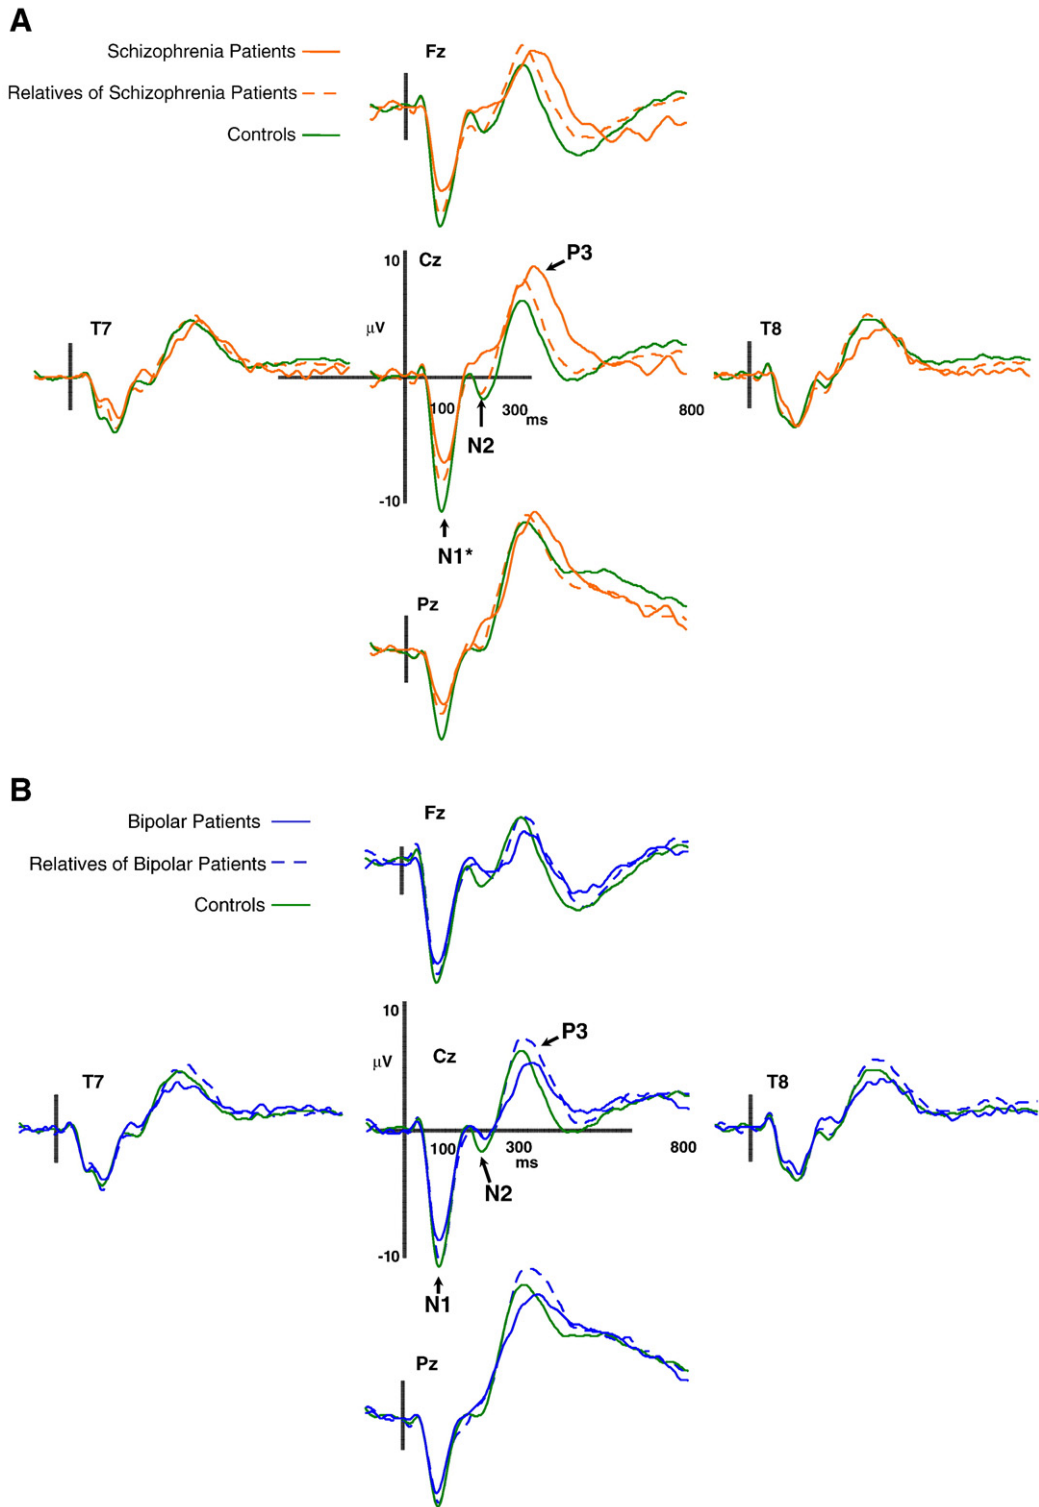 A
Schizophrenia Patients
Fz
Relatives of Schizophrenia Patients
Controls
10
Cz
P3
T7
μV
T8
100
300
ms
800
N2
-10
N1*
Pz
B
Bipolar Patients
Fz
Relatives of Bipolar Patients
Controls
10
P3
μV
Cz
T7
T8
100
300
ms
800
N2
-10
N1
Pz